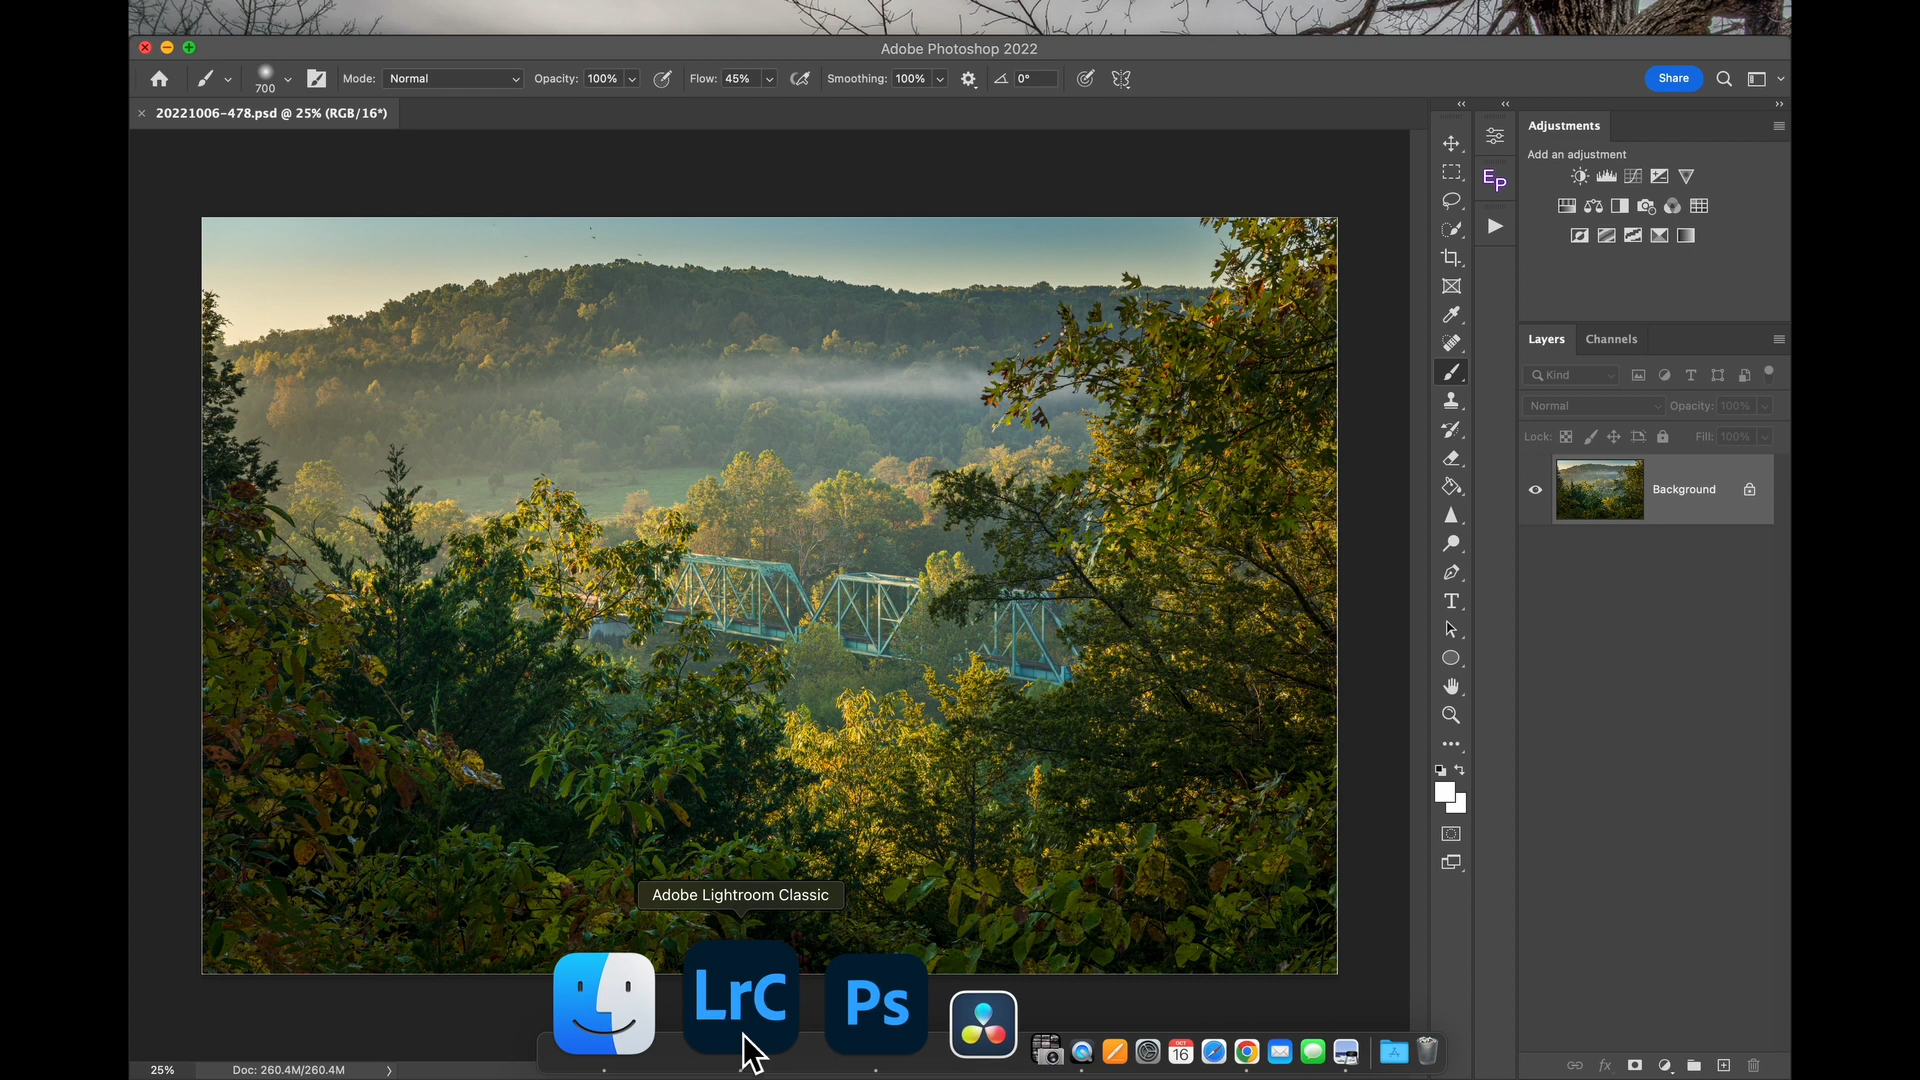 Adobe Photoshop 2022
700
Mode: Normal
Opacity: 100%
Flow: 45%
Smoothing: 100%
0°
Share
20221006-478.psd @ 25% (RGB/16*)
Adjustments
Add an adjustment
EP
Layers
Channels
Kind
Normal
Opacity: 100%
Lock:
Fill: 100%
Background
Adobe Lightroom Classic
LrC
Ps
OCT
16
25%
Doc: 260.4M/260.4M
fx